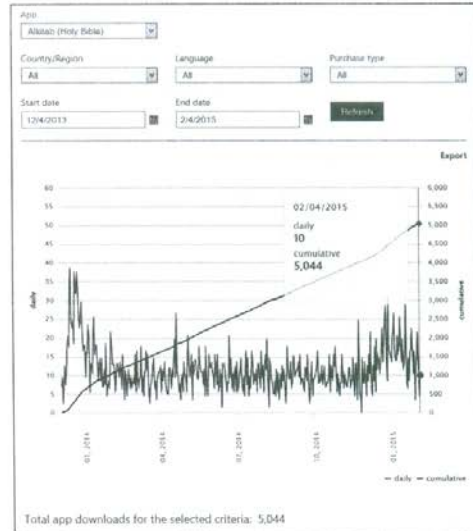 App
Alkitab (Holy Bible)
Country/Region Language Purchase type
All All All
Start date End date
12/4/2013 2/4/2015 Refresh
Export
60 6,000
55 5,500
50 5,000
45 4,500
40 4,000
35 3,500
30 3,000
25 2,500
20 2,000
15 1,500
10 1,000
5 500
0 0
daily
cumulative
02/04/2015
daily
10
cumulative
5,044
01, 2014 04, 2014 07, 2014 10, 2014 01, 2015
daily cumulative
Total app downloads for the selected criteria: 5,044